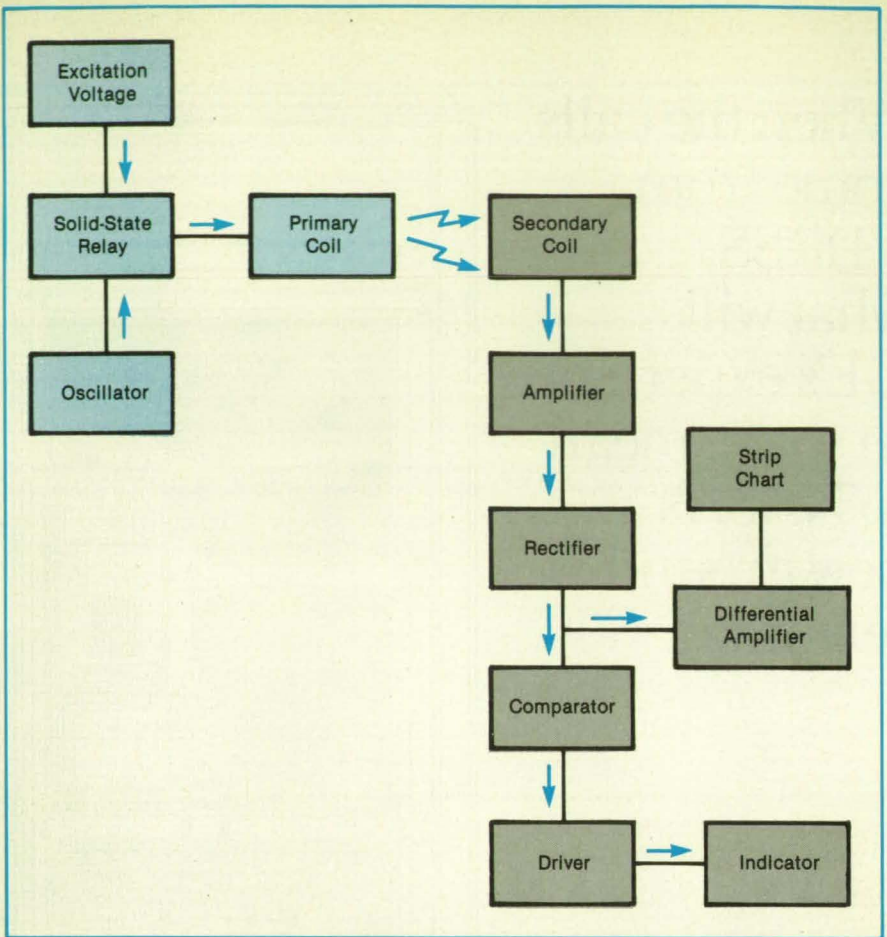 Excitation
Voltage
Solid-State
Relay
Primary
Coil
Secondary
Coil
Oscillator
Amplifier
Strip
Chart
Rectifier
Differential
Amplifier
Comparator
Driver
Indicator